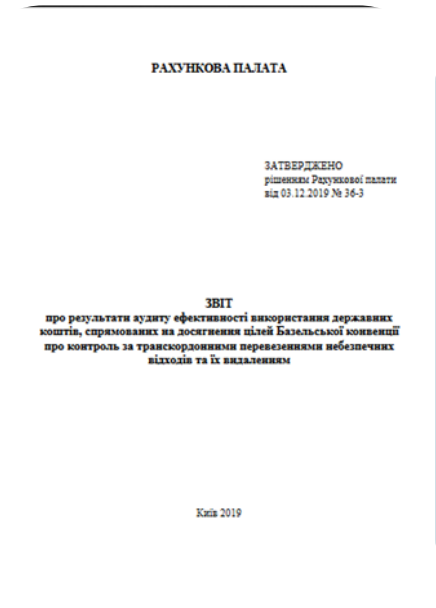 РАХУНКОВА ПАЛАТА
ЗАТВЕРДЖЕНО
рішенням Рахункової палати
від 03.12.2019 № 36-3
ЗВІТ
про результати аудиту ефективності використання державних
коштів, спрямованих на досягнення цілей Базельської конвенції
про контроль за транскордонними перевезеннями небезпечних
відходів та їх видаленням
Київ 2019